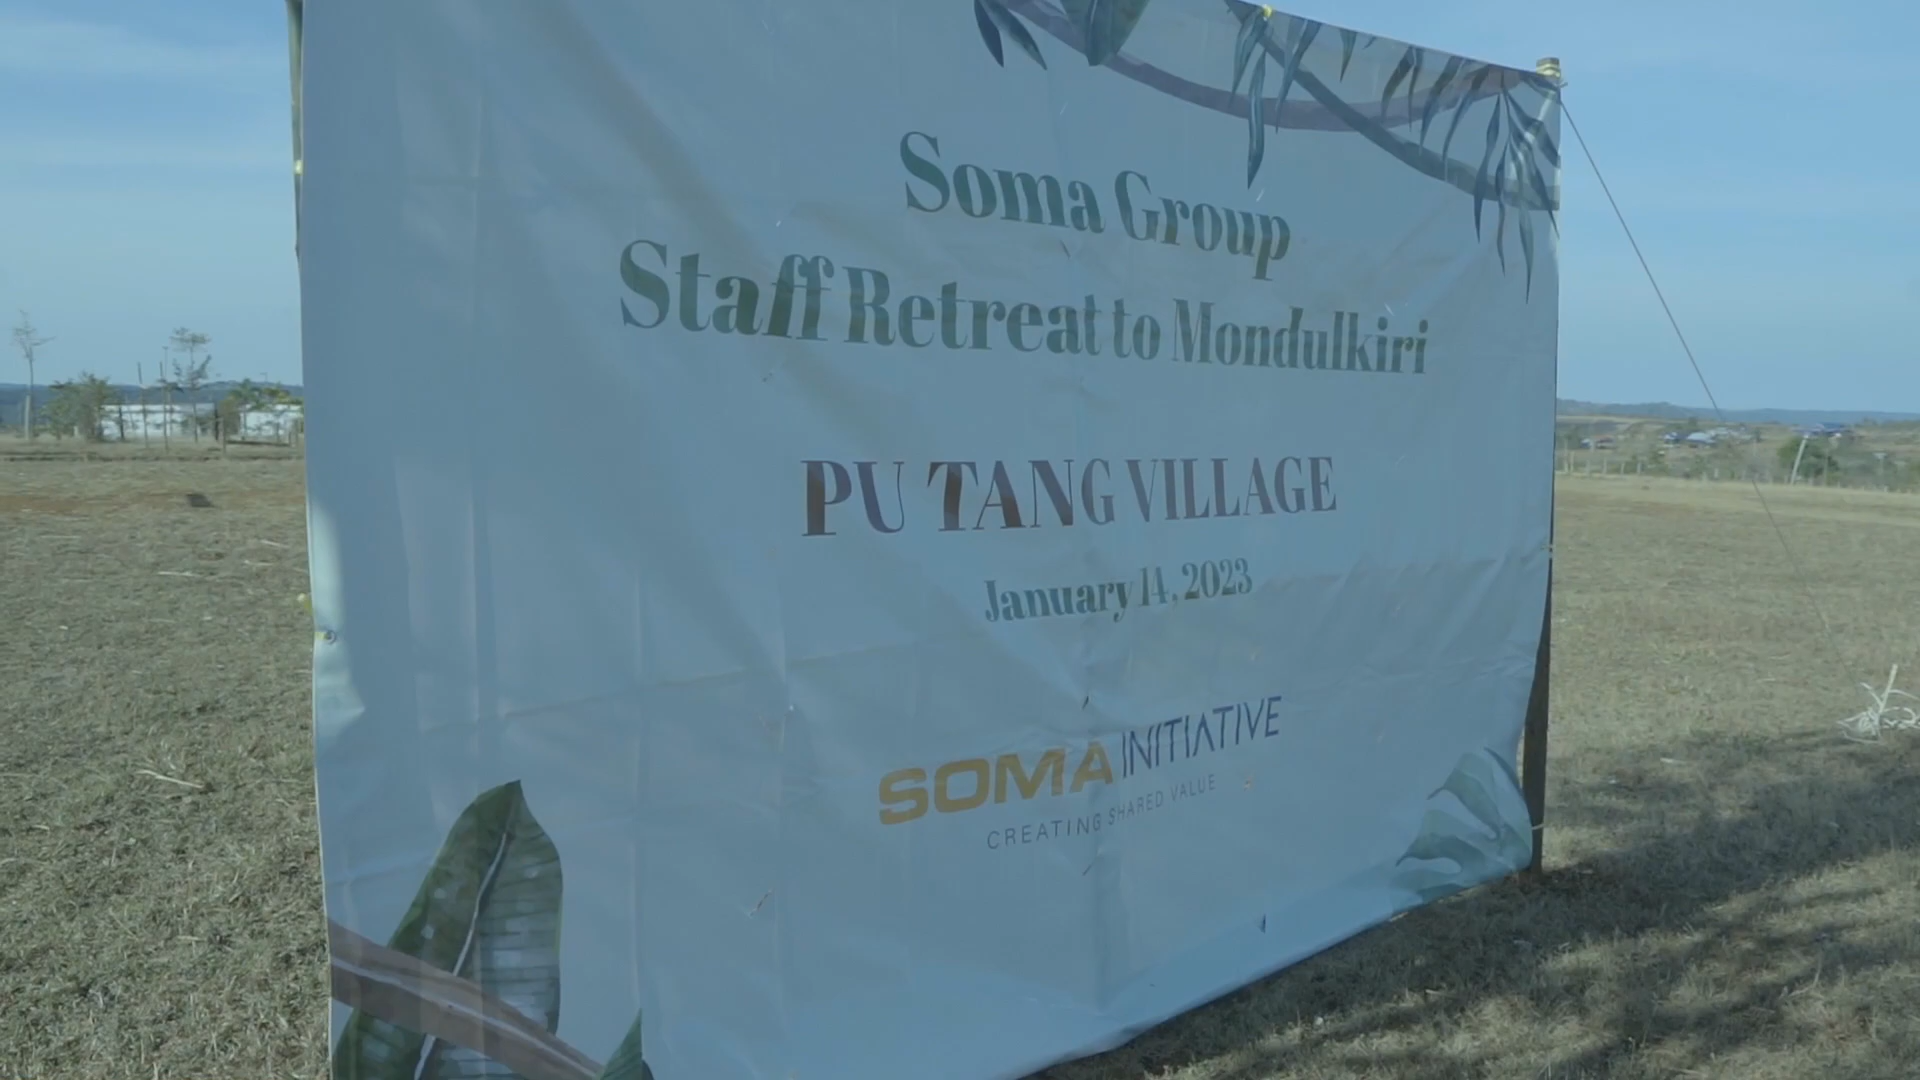 Soma Group
Staff Retreat to Mondulkiri
PU TANG VILLAGE
January 14, 2023
SOMA INITIATIVE
CREATING SHARED VALUE